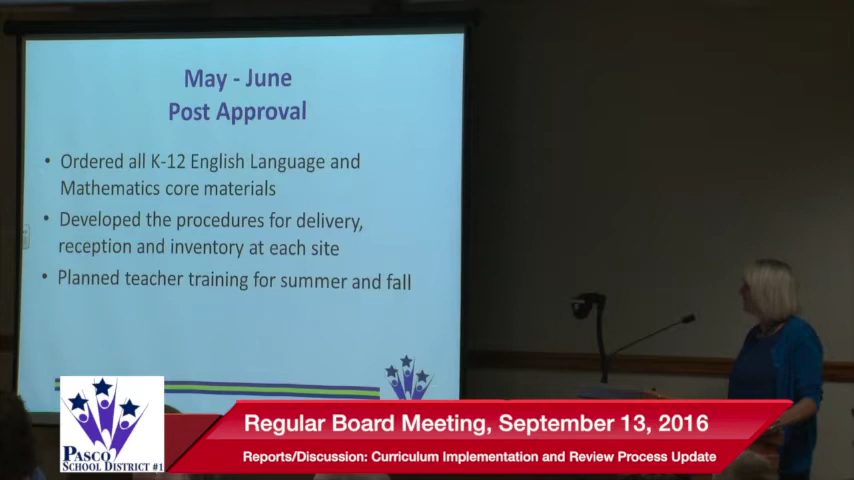 May - June
Post Approval
• Ordered all K-12 English Language and
Mathematics core materials
• Developed the procedures for delivery,
reception and inventory at each site
• Planned teacher training for summer and fall
PASCO
SCHOOL DISTRICT #1
Regular Board Meeting, September 13, 2016
Reports/Discussion: Curriculum Implementation and Review Process Update